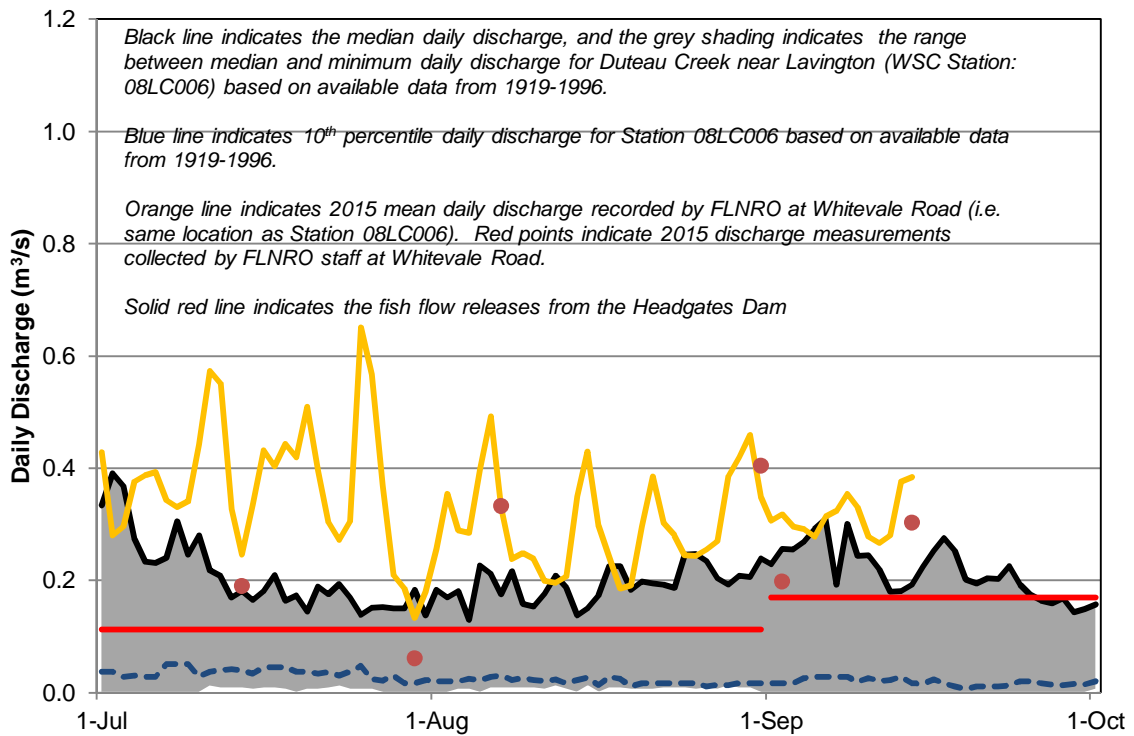 1.2
Black line indicates the median daily discharge, and the grey shading indicates the range
between median and minimum daily discharge for Duteau Creek near Lavington (WSC Station:
08LC006) based on available data from 1919-1996.
1.0
Blue line indicates 10th percentile daily discharge for Station 08LC006 based on available data
from 1919-1996.
Orange line indicates 2015 mean daily discharge recorded by FLNRO at Whitevale Road (i.e.
same location as Station 08LC006). Red points indicate 2015 discharge measurements
collected by FLNRO staff at Whitevale Road.
0.8
Solid red line indicates the fish flow releases from the Headgates Dam
0.6
0.4
0.2
0.0
Daily Discharge (m³/s)
1-Jul
1-Aug
1-Sep
1-Oct